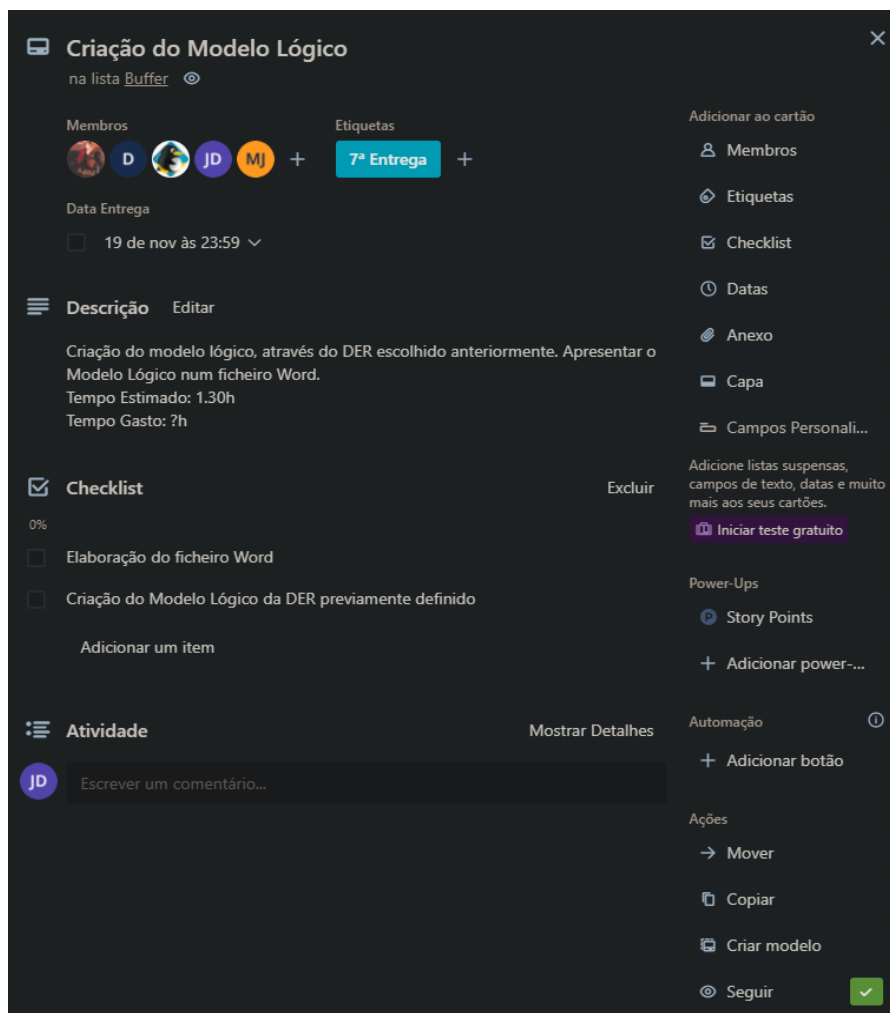 Criação do Modelo Lógico
na lista Buffer
Membros
D
JD
MJ
+
Etiquetas
7ª Entrega
+
Data Entrega
19 de nov às 23:59
Descrição
Editar
Criação do modelo lógico, através do DER escolhido anteriormente. Apresentar o
Modelo Lógico num ficheiro Word.
Tempo Estimado: 1.30h
Tempo Gasto: ?h
Checklist
Excluir
0%
Elaboração do ficheiro Word
Criação do Modelo Lógico da DER previamente definido
Adicionar um item
Atividade
Mostrar Detalhes
JD
Escrever um comentário...
Adicionar ao cartão
Membros
Etiquetas
Checklist
Datas
Anexo
Capa
Campos Personali...
Adicione listas suspensas,
campos de texto, datas e muito
mais aos seus cartões.
Iniciar teste gratuito
Power-Ups
P
Story Points
+ Adicionar power-...
Automação
+ Adicionar botão
Ações
Mover
Copiar
Criar modelo
Seguir